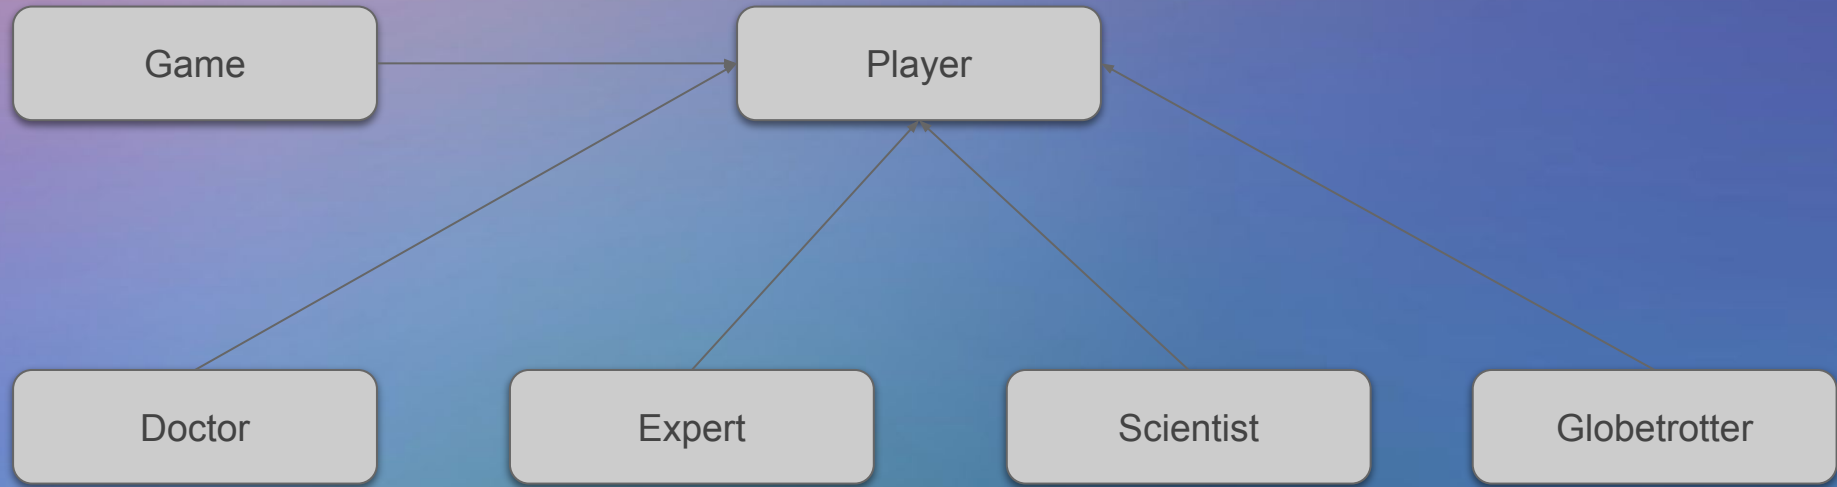 Game
Player
Doctor
Expert
Scientist
Globetrotter